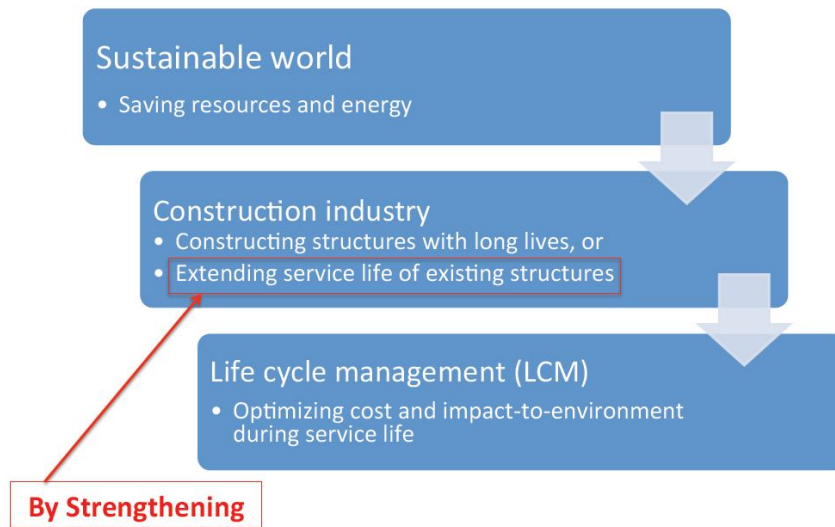 Sustainable world
• Saving resources and energy
Construction industry
• Constructing structures with long lives, or
• Extending service life of existing structures
Life cycle management (LCM)
• Optimizing cost and impact-to-environment
during service life
By Strengthening